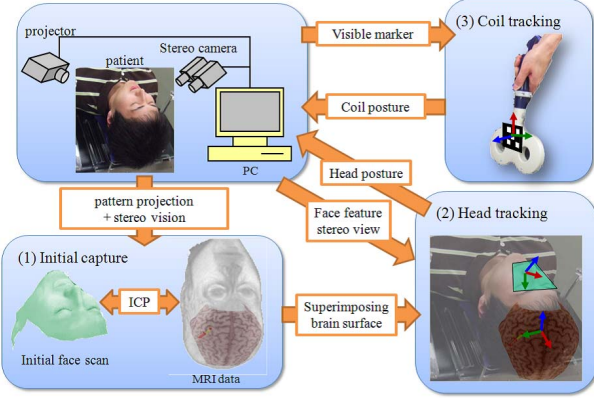 projector
Stereo camera
patient
PC
Visible marker
Coil posture
(3) Coil tracking
Head posture
pattern projection
+ stereo vision
Face feature
stereo view
(2) Head tracking
(1) Initial capture
ICP
Superimposing
brain surface
Initial face scan
MRI data